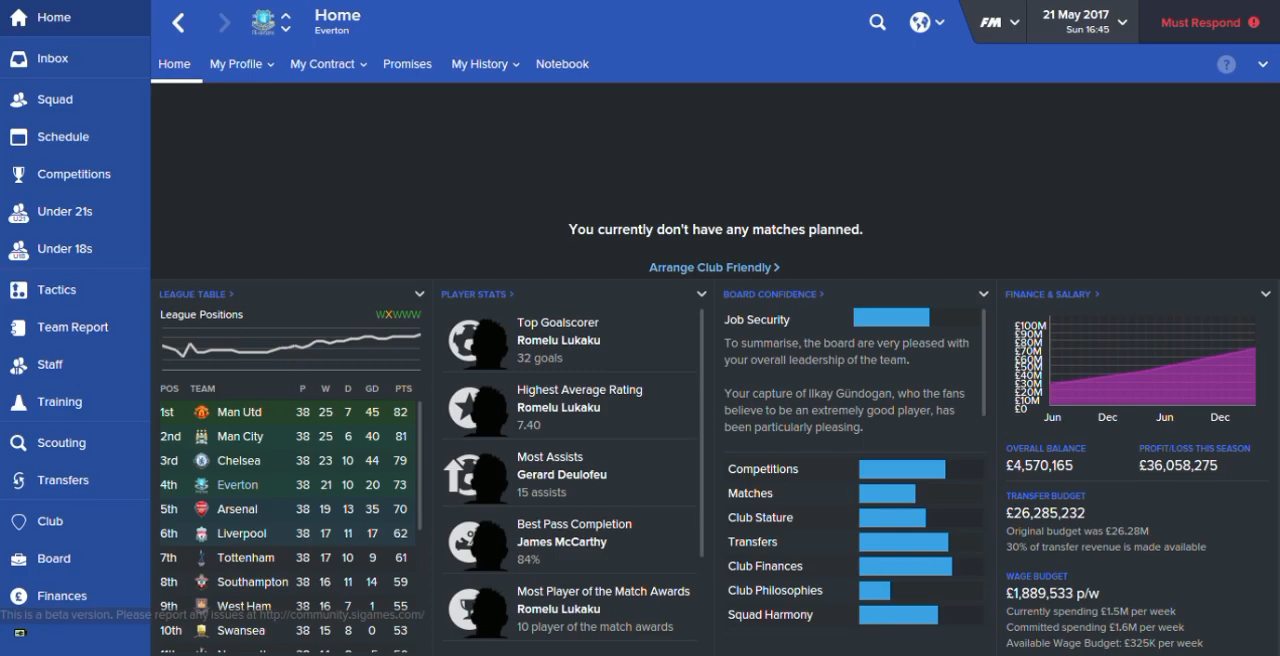 Home
Inbox
Squad
Schedule
Competitions
Under 21s
Under 18s
Tactics
Team Report
Staff
Training
Scouting
Transfers
Club
Board
Finances
Home
Everton
FM
21 May 2017
Sun 16:45
Must Respond
Home My Profile My Contract Promises My History Notebook
You currently don't have any matches planned.
Arrange Club Friendly >
LEAGUE TABLE >
League Positions WXWWW
POS TEAM P W D GD PTS
1st Man Utd 38 25 7 45 82
2nd Man City 38 25 6 40 81
3rd Chelsea 38 23 10 44 79
4th Everton 38 21 10 20 73
5th Arsenal 38 19 13 35 70
6th Liverpool 38 17 11 17 62
7th Tottenham 38 17 10 9 61
8th Southampton 38 16 11 14 59
9th West Ham 38 16 7 1 55
10th Swansea 38 15 8 0 53
This is a beta version. Please report any issues at http://community.sigames.com/
PLAYER STATS >
Top Goalscorer
Romelu Lukaku
32 goals
Highest Average Rating
Romelu Lukaku
7.40
Most Assists
Gerard Deulofeu
15 assists
Best Pass Completion
James McCarthy
84%
Most Player of the Match Awards
Romelu Lukaku
10 player of the match awards
BOARD CONFIDENCE >
Job Security
To summarise, the board are very pleased with
your overall leadership of the team.
Your capture of Ilkay Gündogan, who the fans
believe to be an extremely good player, has
been particularly pleasing.
Competitions
Matches
Club Stature
Transfers
Club Finances
Club Philosophies
Squad Harmony
FINANCE & SALARY >
£100M
£90M
£80M
£70M
£60M
£50M
£40M
£30M
£20M
£10M
£0
Jun Dec Jun Dec
OVERALL BALANCE PROFIT/LOSS THIS SEASON
£4,570,165 £36,058,275
TRANSFER BUDGET
£26,285,232
Original budget was £26.28M
30% of transfer revenue is made available
WAGE BUDGET
£1,889,533 p/w
Currently spending £1.5M per week
Committed spending £1.6M per week
Available Wage Budget: £325K per week